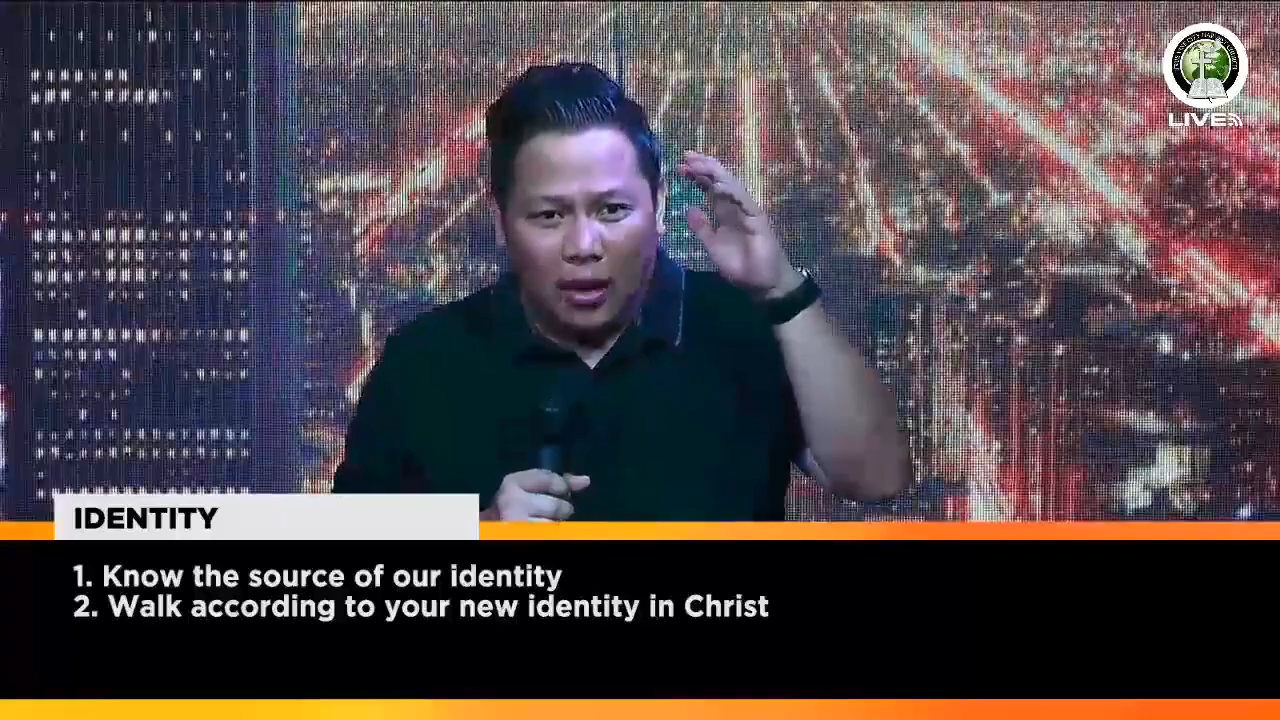 LIVE
IDENTITY
1. Know the source of our identity
2. Walk according to your new identity in Christ